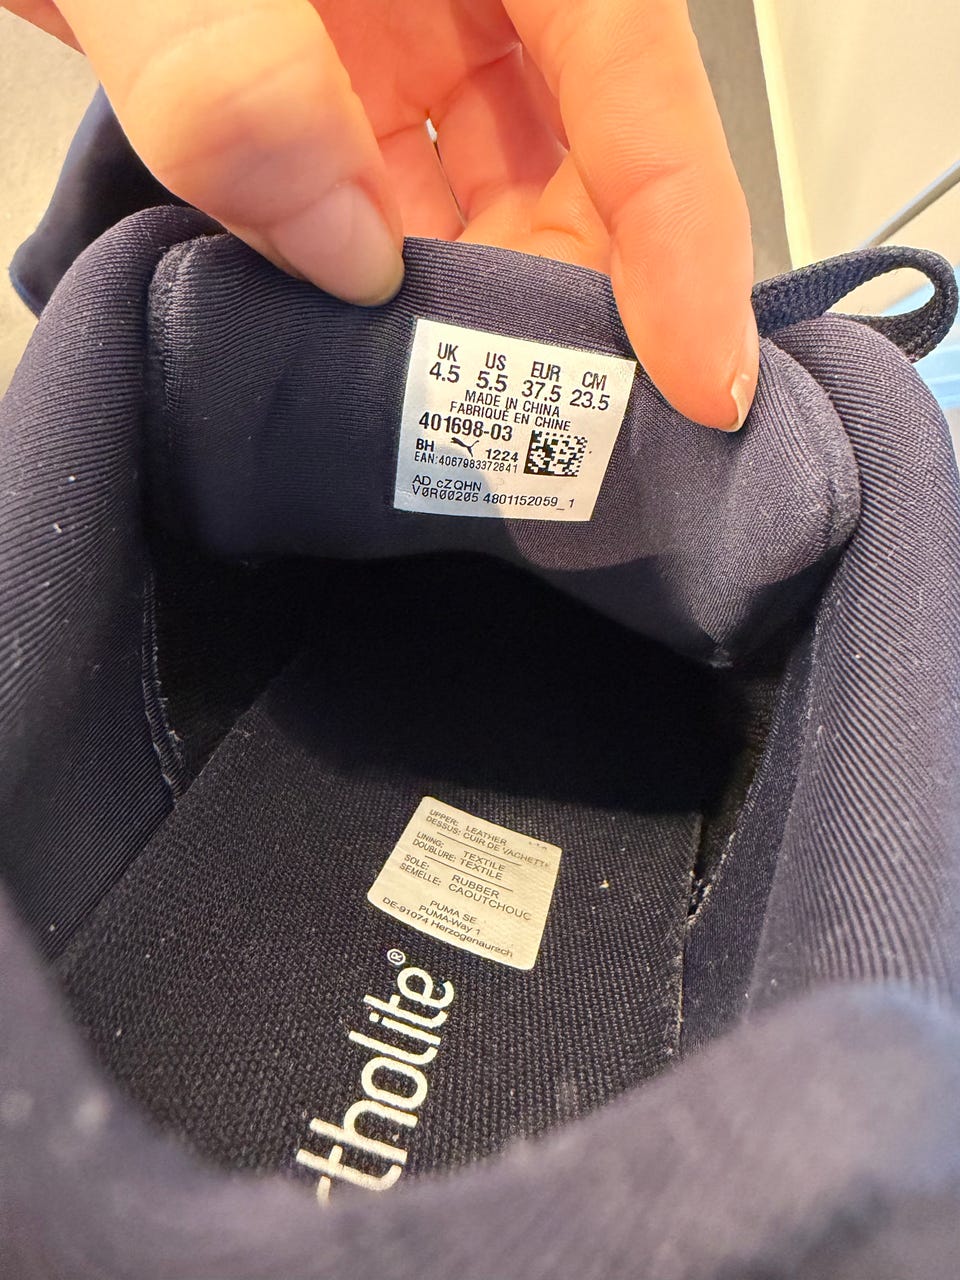 UK US EUR CM
4.5 5.5 37.5 23.5
MADE IN CHINA
FABRIQUÉ EN CHINE
401698-03
BH 1224
EAN:4067983372841
AD cZQHN
V0R00205 4801152059_1
UPPER: LEATHER
DESSUS: CUIR DE VACHETTE
LINING: TEXTILE
DOUBLURE: TEXTILE
SOLE: RUBBER
SEMELLE: CAOUTCHOUC
PUMA SE
PUMA-Way 1
DE-91074 Herzogenaurach
rtholite®